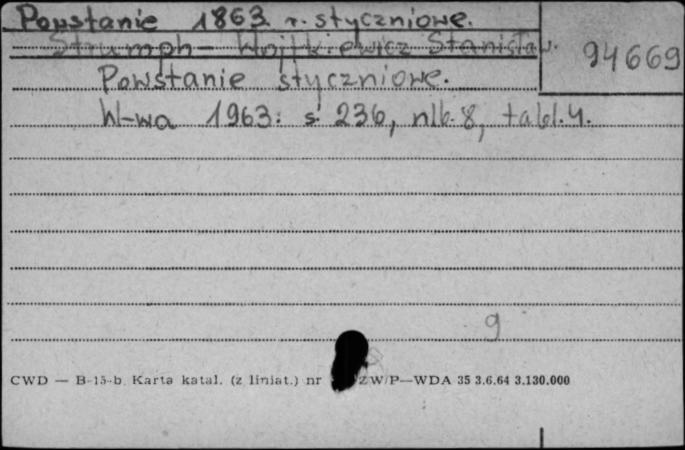 Powstanie 1863 r. styczniowe.
Strumph-Wojtkiewicz Stanisław.
94669
Powstanie styczniowe.
W-wa 1963. s. 236, nlb. 8, tabl. 4.
9
CWD — B-15-b. Karta katal. (z liniat.) nr ZW/P—WDA 35 3.6.64 3.130.000